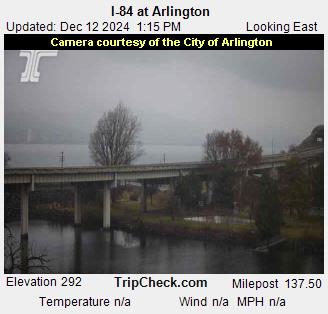 I-84 at Arlington
Updated: Dec 12 2024 1:15 PM Looking East
Camera courtesy of the City of Arlington
Elevation 292 TripCheck.com Milepost 137.50
Temperature n/a Wind n/a MPH n/a